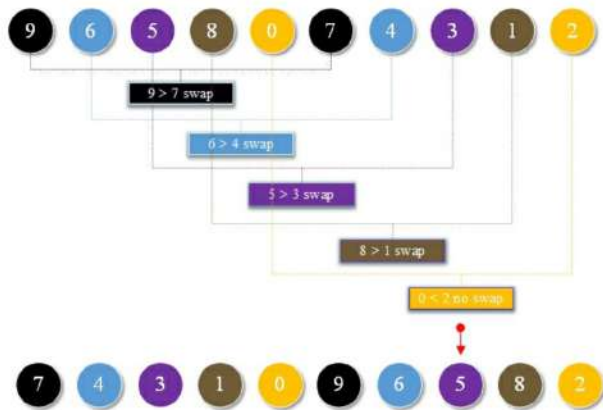 9 6 5 8 0 7 4 3 1 2
9 > 7 swap
6 > 4 swap
5 > 3 swap
8 > 1 swap
0 < 2 no swap
7 4 3 1 0 9 6 5 8 2